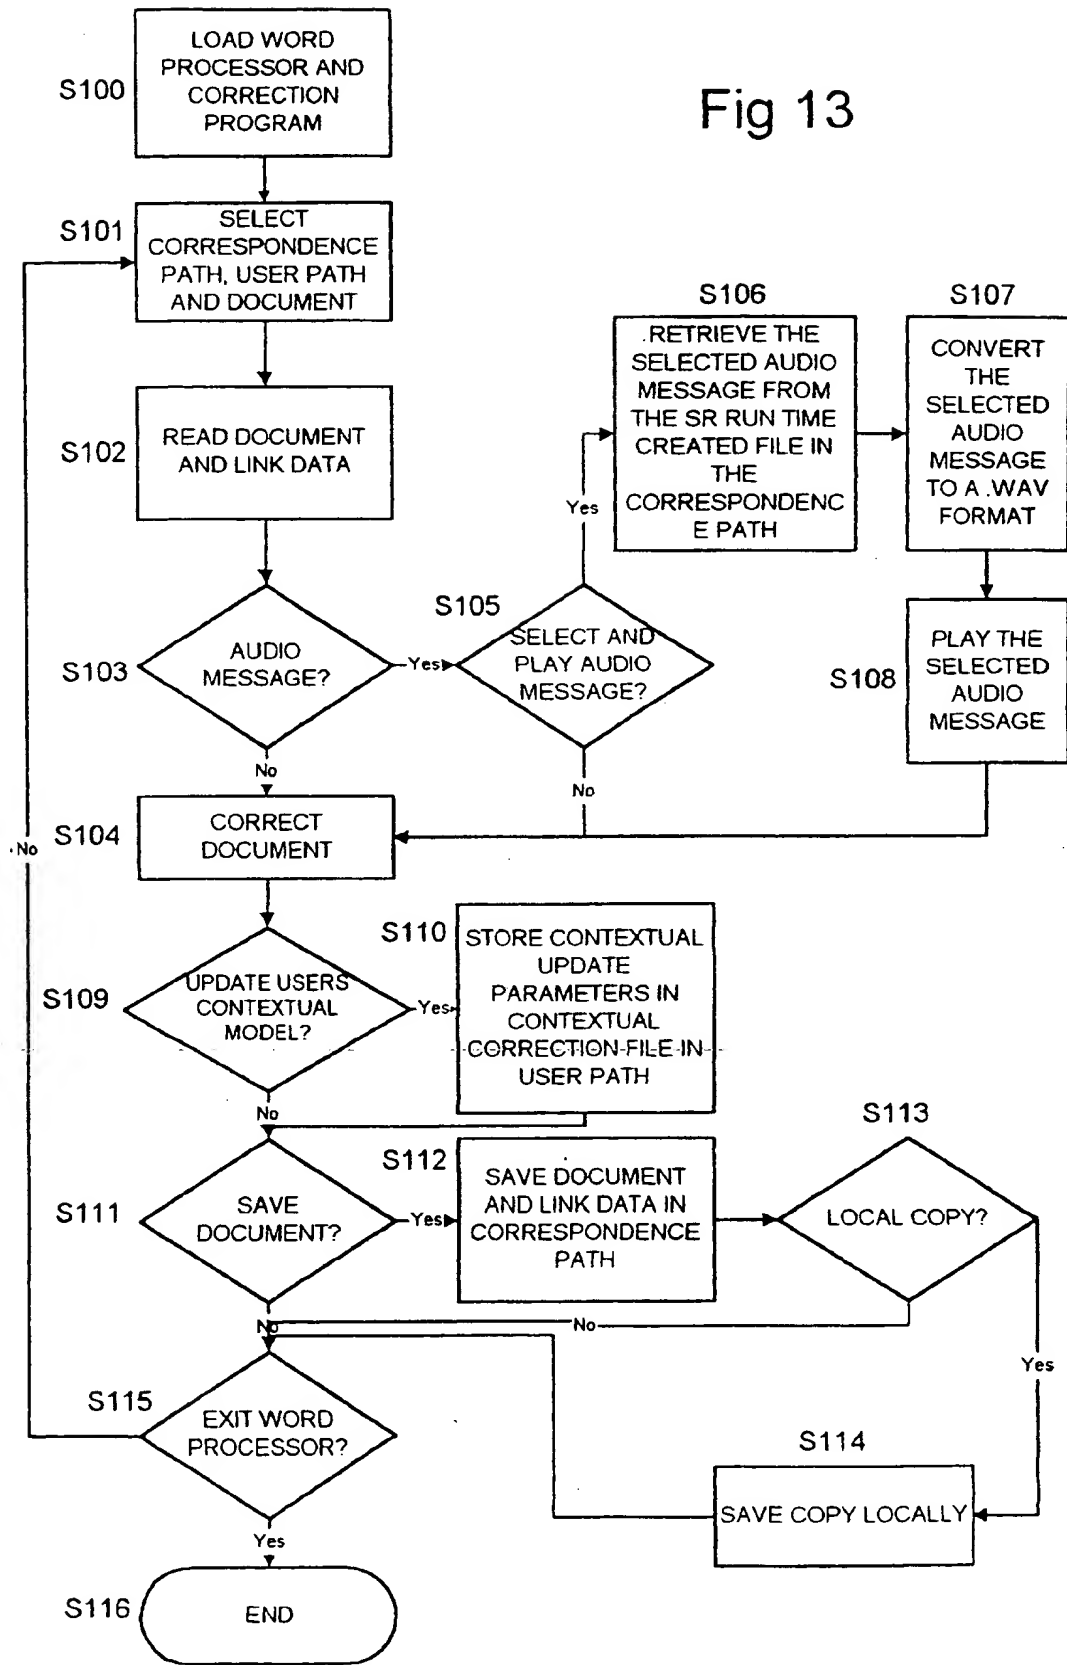 LOAD WORD
PROCESSOR AND
CORRECTION
PROGRAM
S100
Fig 13
S101
SELECT
CORRESPONDENCE
PATH, USER PATH
AND DOCUMENT
S102
READ DOCUMENT
AND LINK DATA
S106
.RETRIEVE THE
SELECTED AUDIO
MESSAGE FROM
THE SR RUN TIME
CREATED FILE IN
THE
CORRESPONDENC
E PATH
S107
CONVERT
THE
SELECTED
AUDIO
MESSAGE
TO A .WAV
FORMAT
Yes
S103
AUDIO
MESSAGE?
Yes
S105
SELECT AND
PLAY AUDIO
MESSAGE?
S108
PLAY THE
SELECTED
AUDIO
MESSAGE
No
No
S104
CORRECT
DOCUMENT
No
S109
UPDATE USERS
CONTEXTUAL
MODEL?
Yes
S110
STORE CONTEXTUAL
UPDATE
PARAMETERS IN
CONTEXTUAL
CORRECTION FILE IN
USER PATH
No
S111
SAVE
DOCUMENT?
Yes
S112
SAVE DOCUMENT
AND LINK DATA IN
CORRESPONDENCE
PATH
S113
LOCAL COPY?
No
No
Yes
S115
EXIT WORD
PROCESSOR?
S114
SAVE COPY LOCALLY
Yes
S116
END